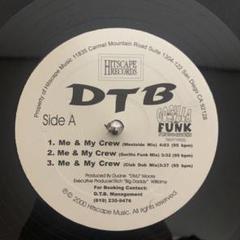 Property of Hitscape Music 11835 Carmel Mountain Road Suite 1304-122 San Diego CA 92128
HITSCAPE
RECORDS
DTB
Side A
GORILLA
FUNK
1. Me & My Crew (Westside Mix) 4:03 (95 bpm)
2. Me & My Crew (Gorilla Funk Mix) 3:52 (95 bpm)
3. Me & My Crew (Club Dub Mix) 3:37 (95 bpm)
Produced By Duane Moore
Executive Producer Rich "Big Daddy" Williams
For Booking Contact:
D.T.B. Management
(619) 230-9476
© 2000 Hitscape Music. All rights reserved